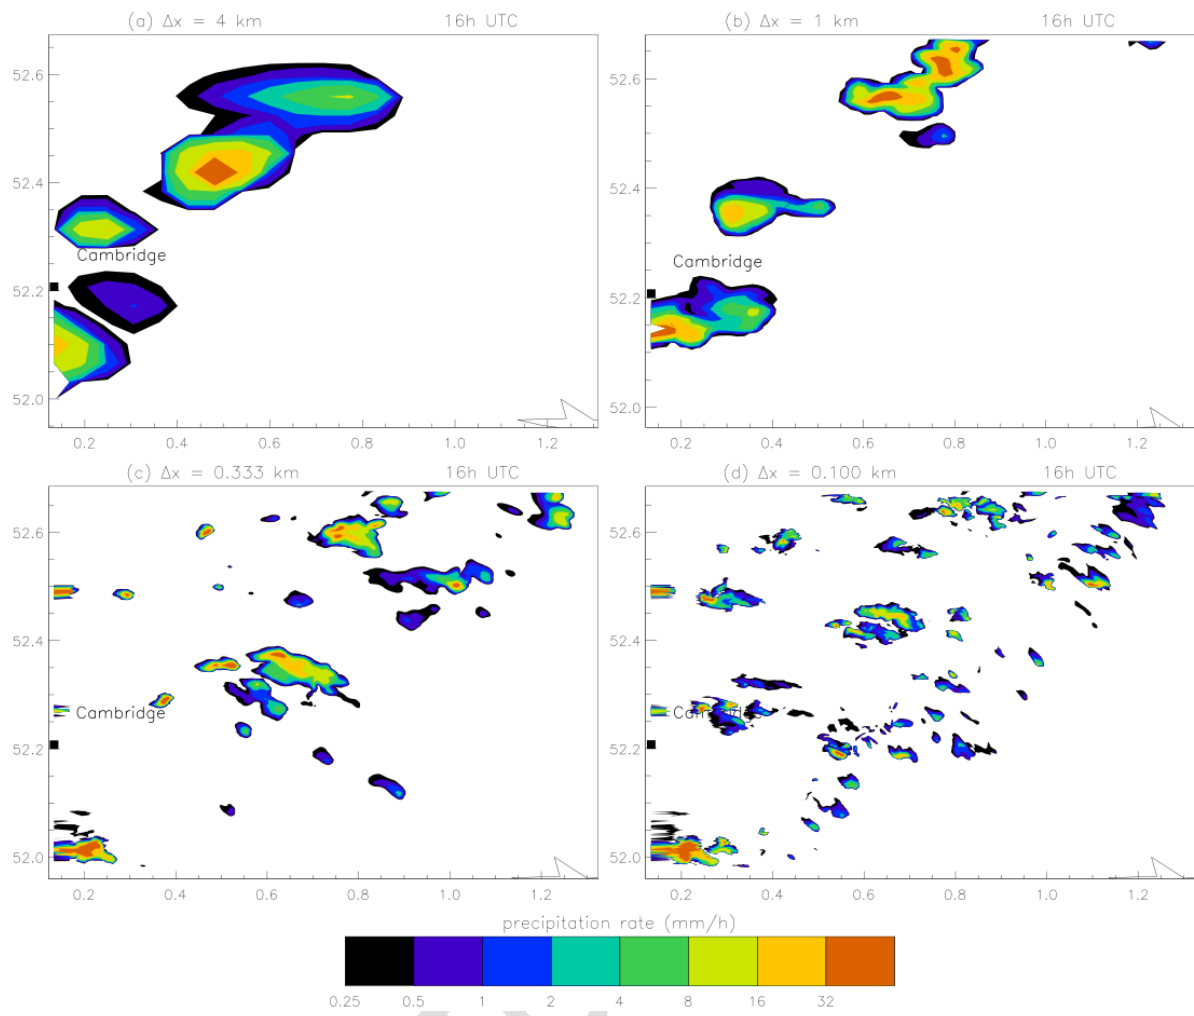 (a) Δx = 4 km 16h UTC
(b) Δx = 1 km 16h UTC
52.6
52.4
52.2
52.0
Cambridge
0.2 0.4 0.6 0.8 1.0 1.2
52.6
52.4
52.2
52.0
Cambridge
0.2 0.4 0.6 0.8 1.0 1.2
(c) Δx = 0.333 km 16h UTC
(d) Δx = 0.100 km 16h UTC
52.6
52.4
52.2
52.0
Cambridge
0.2 0.4 0.6 0.8 1.0 1.2
52.6
52.4
52.2
52.0
Cambridge
0.2 0.4 0.6 0.8 1.0 1.2
precipitation rate (mm/h)
0.25 0.5 1 2 4 8 16 32